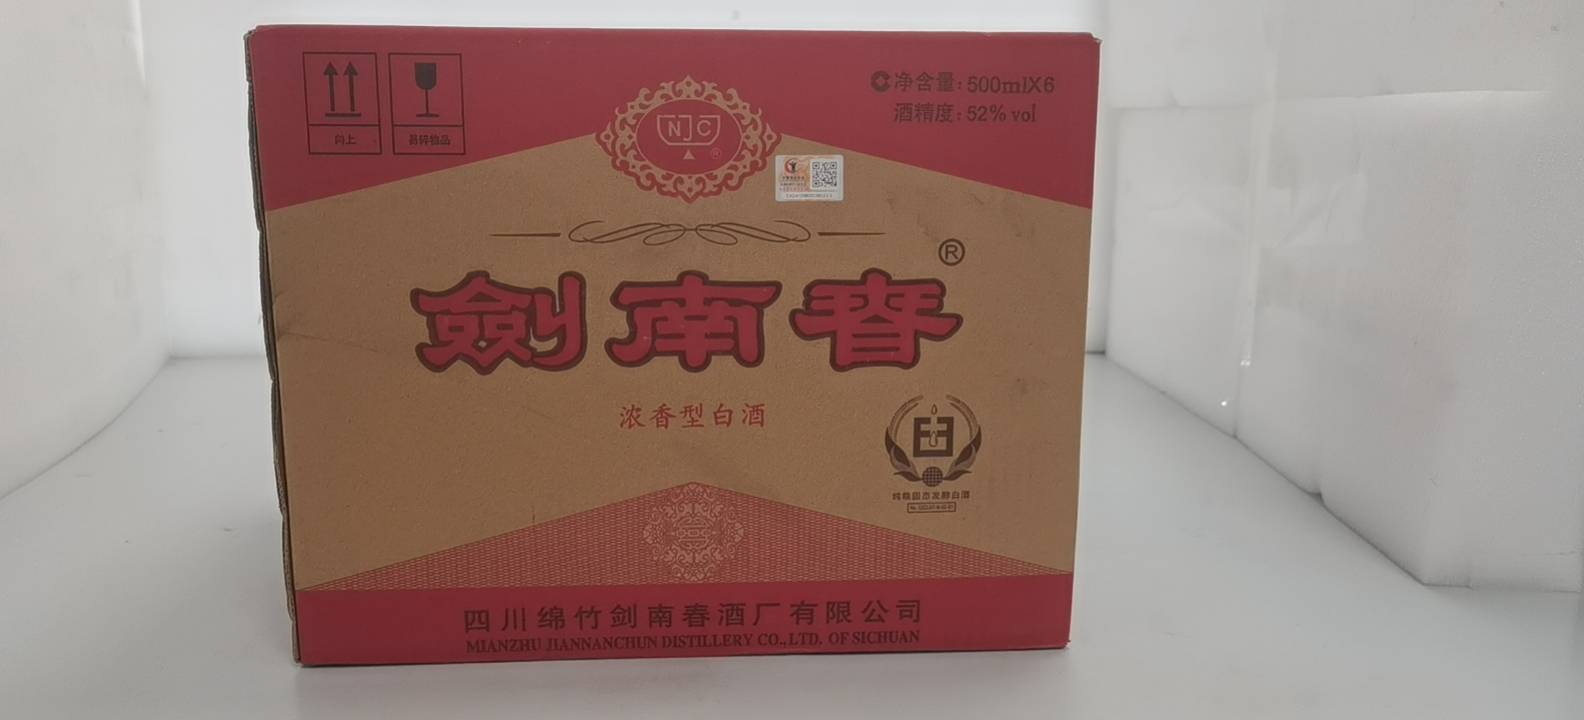 向上
易碎物品
NJC
®
净含量: 500mlX6
酒精度: 52% vol
劍南春®
浓香型白酒
纯粮固态发酵白酒
四川绵竹剑南春酒厂有限公司
MIANZHU JIANNANCHUN DISTILLERY CO.,LTD. OF SICHUAN